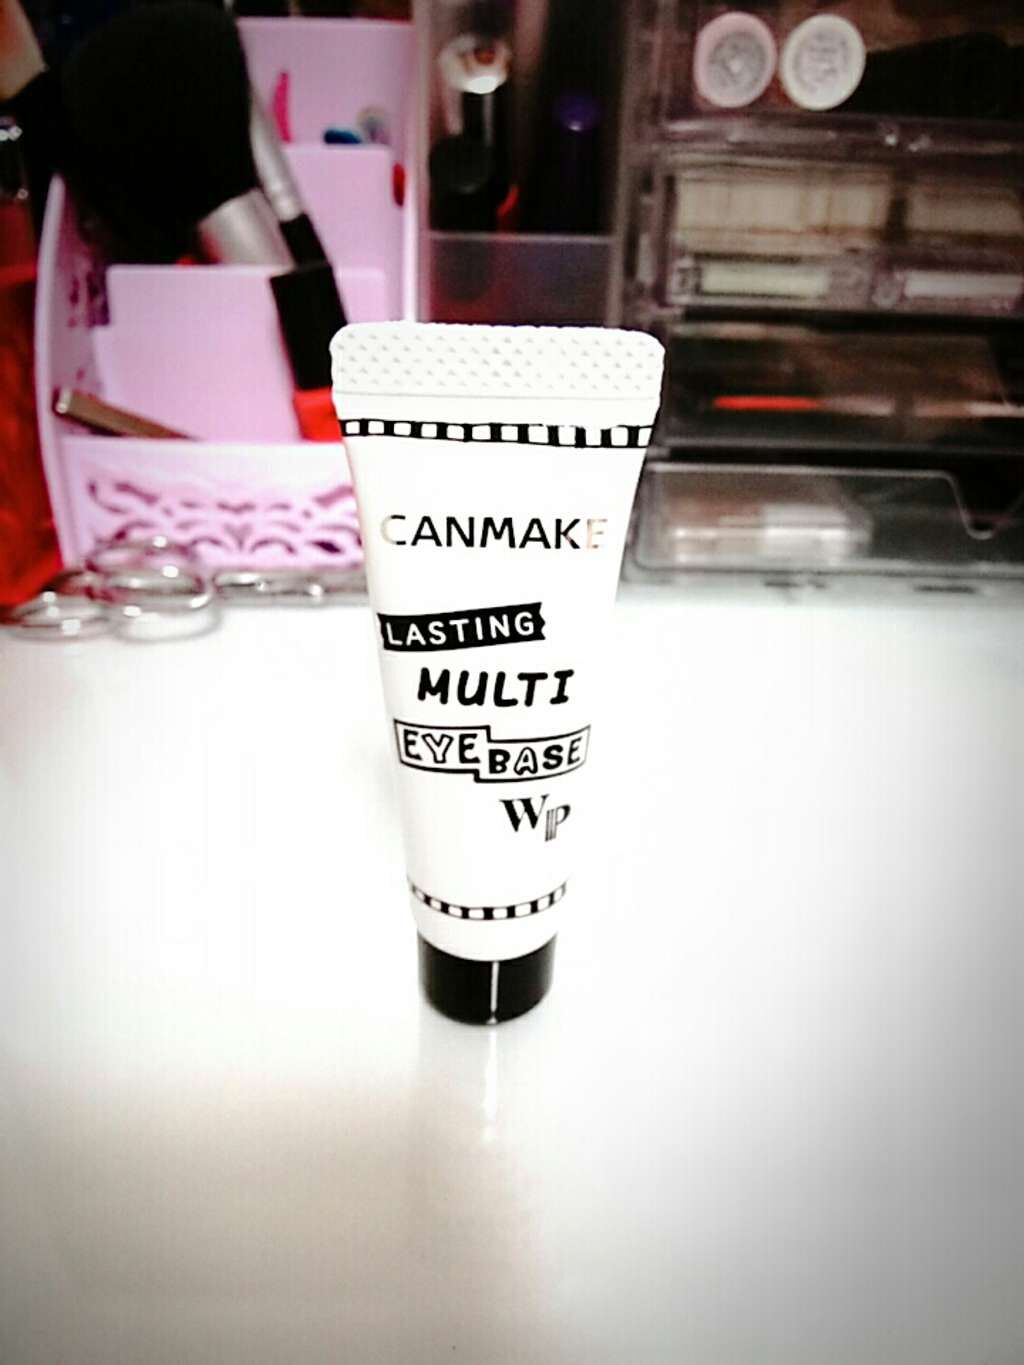 CANMAKE
LASTING
MULTI
EYE BASE
WP